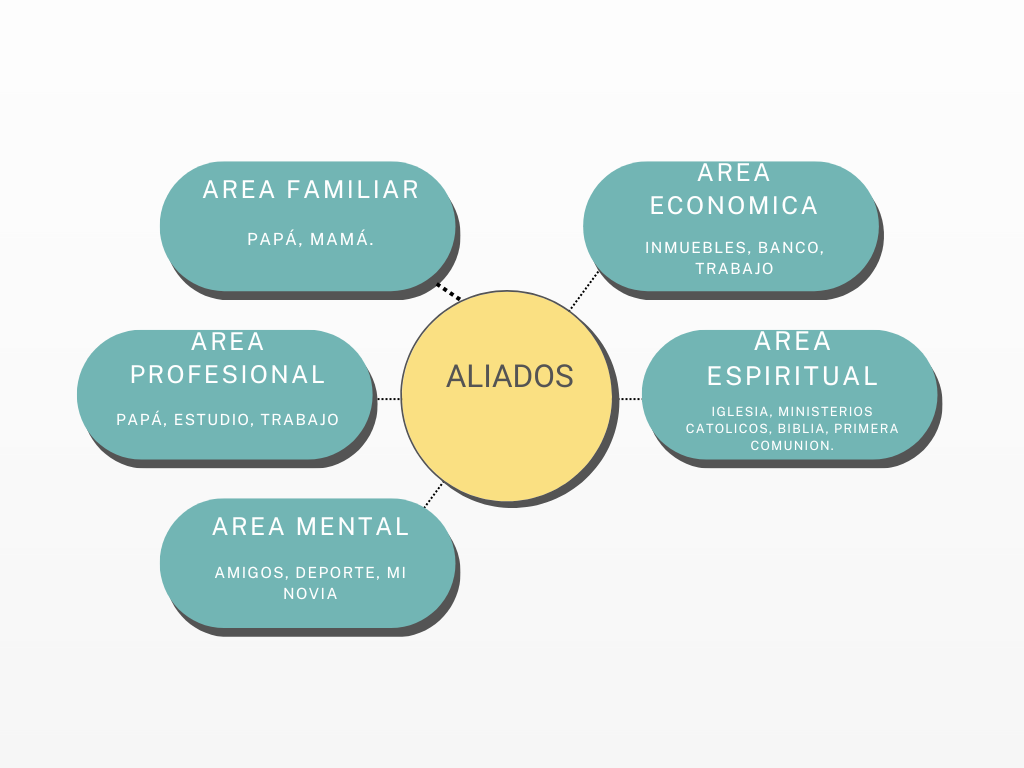 AREA FAMILIAR
PAPÁ, MAMÁ.
AREA
ECONOMICA
INMUEBLES, BANCO,
TRABAJO
AREA
PROFESIONAL
PAPÁ, ESTUDIO, TRABAJO
ALIADOS
AREA
ESPIRITUAL
IGLESIA, MINISTERIOS
CATOLICOS, BIBLIA, PRIMERA
COMUNION.
AREA MENTAL
AMIGOS, DEPORTE, MI
NOVIA